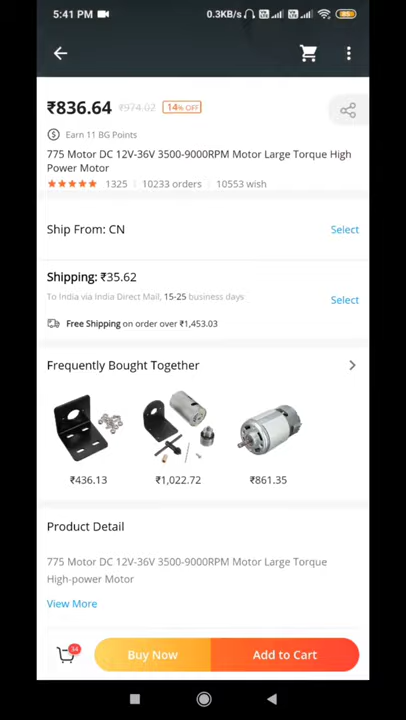 5:41 PM
0.3KB/s
85
₹836.64 ₹974.02 14% OFF
Earn 11 BG Points
775 Motor DC 12V-36V 3500-9000RPM Motor Large Torque High
Power Motor
1325 10233 orders 10553 wish
Ship From: CN Select
Shipping: ₹35.62
To India via India Direct Mail, 15-25 business days Select
Free Shipping on order over ₹1,453.03
Frequently Bought Together
₹436.13 ₹1,022.72 ₹861.35
Product Detail
775 Motor DC 12V-36V 3500-9000RPM Motor Large Torque
High-power Motor
View More
34 Buy Now Add to Cart